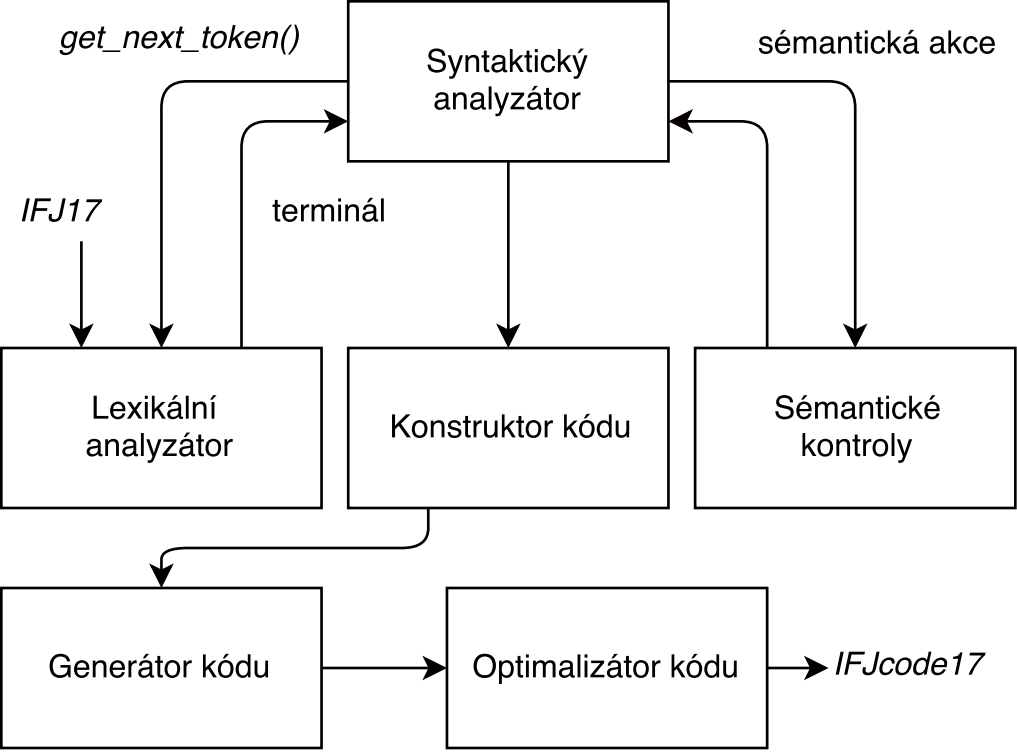 get_next_token()
Syntaktický
analyzátor
sémantická akce
IFJ17
terminál
Lexikální
analyzátor
Konstruktor kódu
Sémantické
kontroly
Generátor kódu
Optimalizátor kódu
IFJcode17